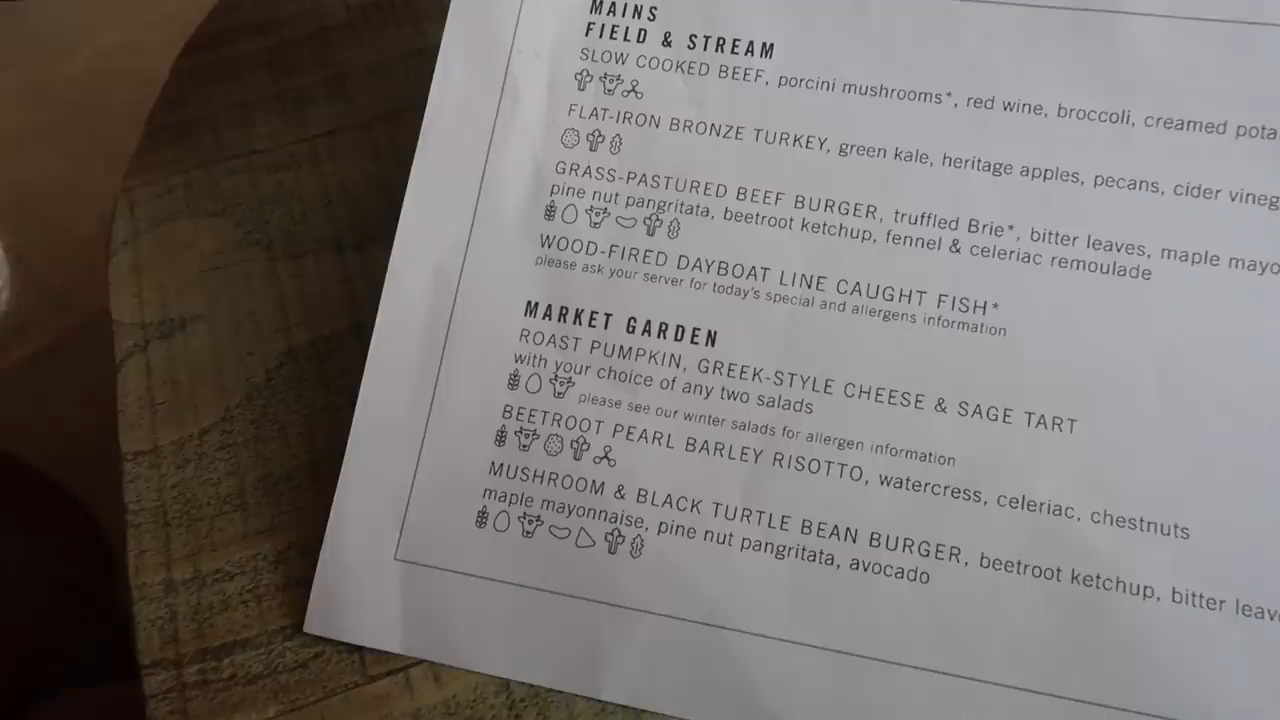 MAINS
FIELD & STREAM
SLOW COOKED BEEF, porcini mushrooms*, red wine, broccoli, creamed
FLAT-IRON BRONZE TURKEY, green kale, heritage apples, pecans, cider
GRASS-PASTURED BEEF BURGER, truffled Brie*, bitter leaves, maple mayo
pine nut pangritata, beetroot ketchup, fennel & celeriac remoulade
WOOD-FIRED DAYBOAT LINE CAUGHT FISH*
please ask your server for today's special and allergens information
MARKET GARDEN
ROAST PUMPKIN, GREEK-STYLE CHEESE & SAGE TART
with your choice of any two salads
please see our winter salads for allergen information
BEETROOT PEARL BARLEY RISOTTO, watercress, celeriac, chestnuts
MUSHROOM & BLACK TURTLE BEAN BURGER, beetroot ketchup, bitter
maple mayonnaise, pine nut pangritata, avocado